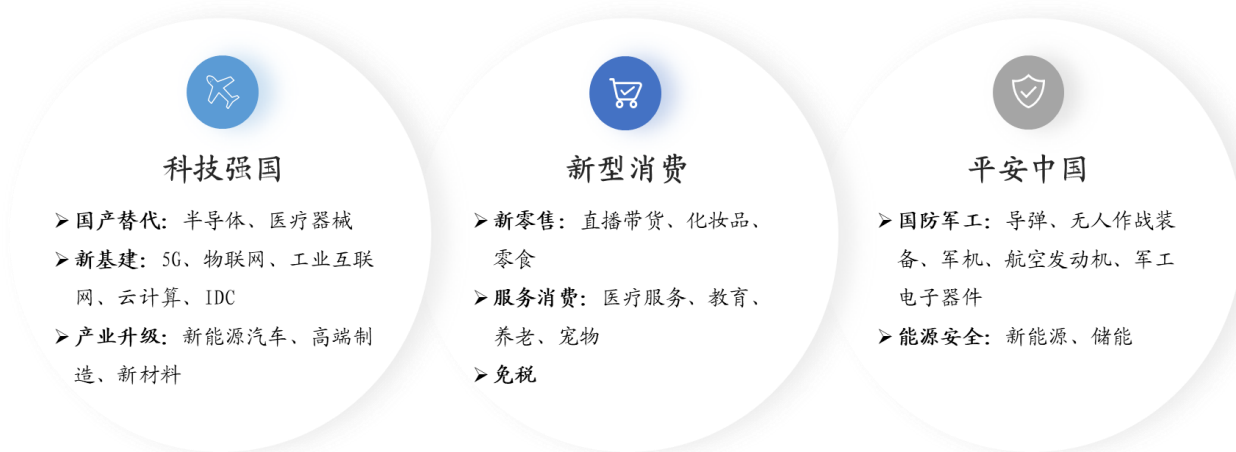 科技强国
➢国产替代：半导体、医疗器械
➢新基建：5G、物联网、工业互联
网、云计算、IDC
➢产业升级：新能源汽车、高端制
造、新材料
新型消费
➢新零售：直播带货、化妆品、
零食
➢服务消费：医疗服务、教育、
养老、宠物
➢免税
平安中国
➢国防军工：导弹、无人作战装
备、军机、航空发动机、军工
电子器件
➢能源安全：新能源、储能